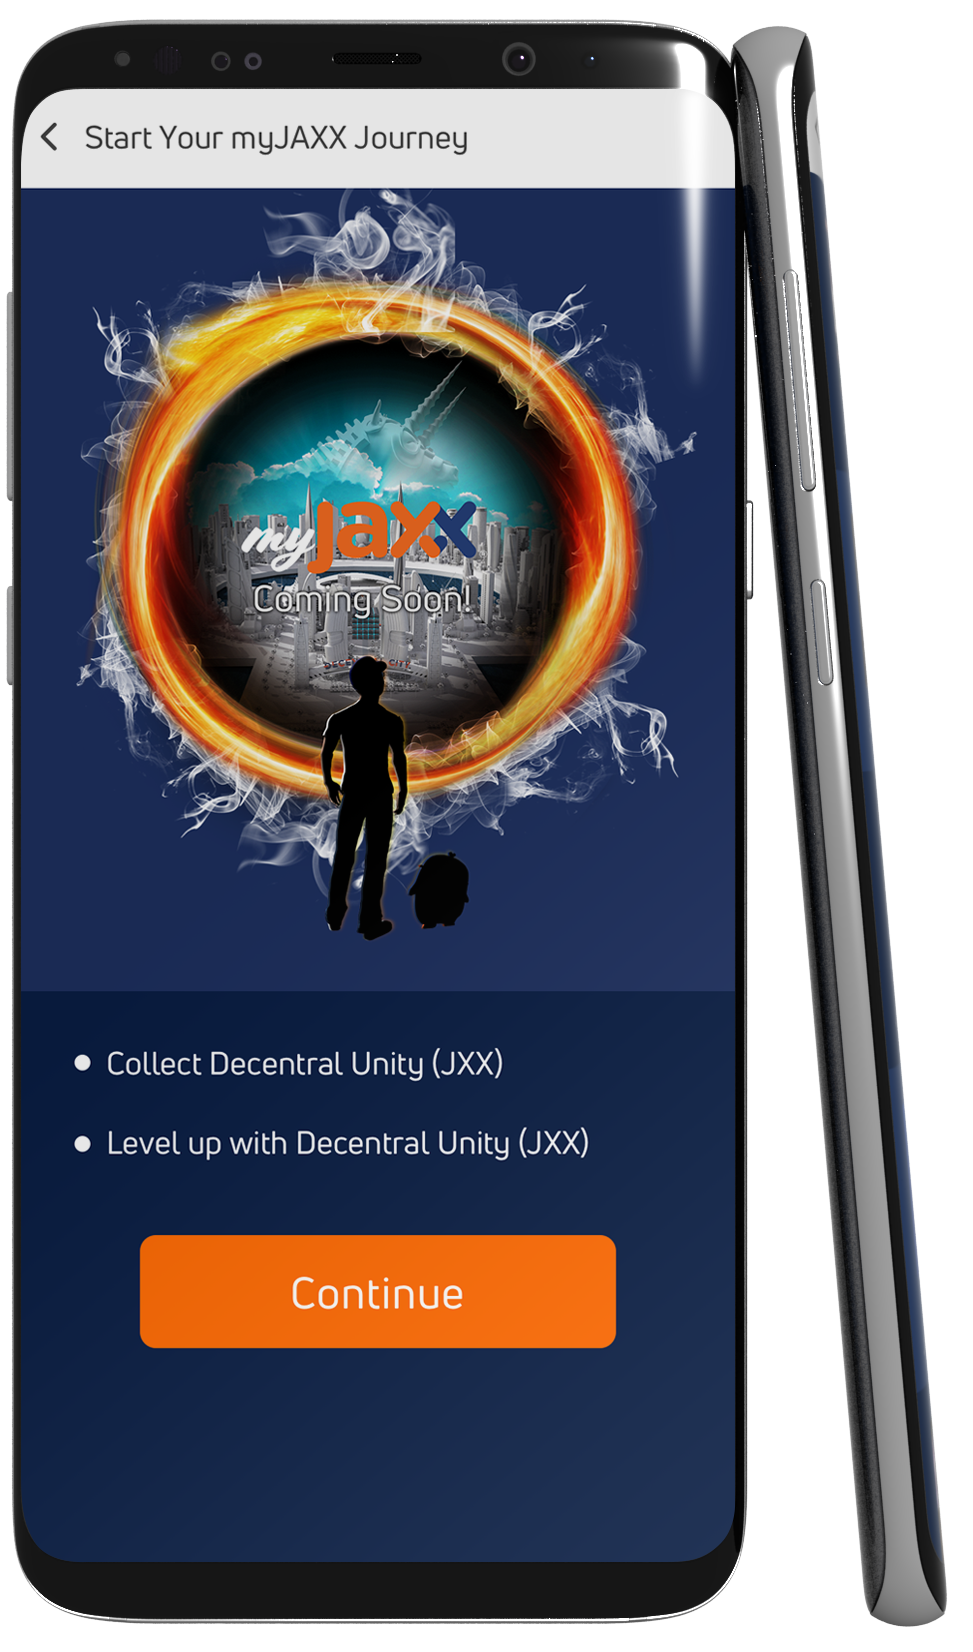 Start Your myJAXX Journey
myjaxx
Coming Soon!
Collect Decentral Unity (JXX)
Level up with Decentral Unity (JXX)
Continue